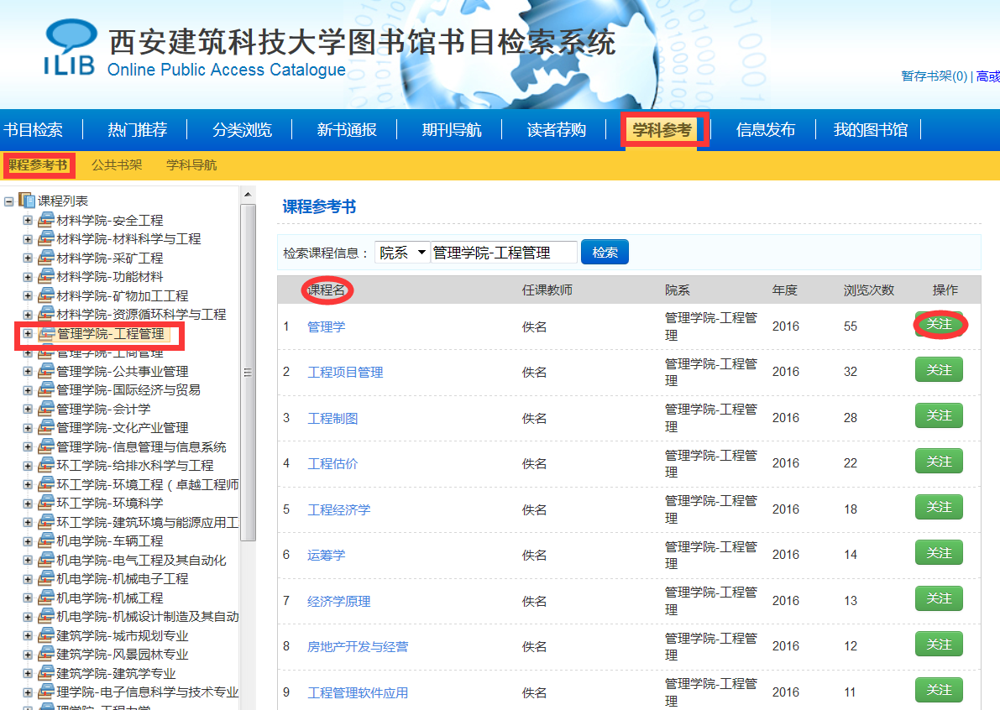 西安建筑科技大学图书馆书目检索系统
ILIB
Online Public Access Catalogue
暂存书架(0) | 高或
书目检索 热门推荐 分类浏览 新书通报 期刊导航 读者荐购 学科参考 信息发布 我的图书馆
课程参考书 公共书架 学科导航
课程列表
材料学院-安全工程
材料学院-材料科学与工程
材料学院-采矿工程
材料学院-功能材料
材料学院-矿物加工工程
材料学院-资源循环科学与工程
管理学院-工程管理
管理学院-工商管理
管理学院-公共事业管理
管理学院-国际经济与贸易
管理学院-会计学
管理学院-文化产业管理
管理学院-信息管理与信息系统
环工学院-给排水科学与工程
环工学院-环境工程（卓越工程师
环工学院-环境科学
环工学院-建筑环境与能源应用工
机电学院-车辆工程
机电学院-电气工程及其自动化
机电学院-机械电子工程
机电学院-机械工程
机电学院-机械设计制造及其自动
建筑学院-城市规划专业
建筑学院-风景园林专业
建筑学院-建筑学专业
理学院-电子信息科学与技术专业
理学院-工程力学
课程参考书
检索课程信息： 院系 管理学院-工程管理 检索
课程名 任课教师 院系 年度 浏览次数 操作
1 管理学 佚名 管理学院-工程管 2016 55 关注
理
2 工程项目管理 佚名 管理学院-工程管 2016 32 关注
理
3 工程制图 佚名 管理学院-工程管 2016 28 关注
理
4 工程估价 佚名 管理学院-工程管 2016 22 关注
理
5 工程经济学 佚名 管理学院-工程管 2016 18 关注
理
6 运筹学 佚名 管理学院-工程管 2016 14 关注
理
7 经济学原理 佚名 管理学院-工程管 2016 13 关注
理
8 房地产开发与经营 佚名 管理学院-工程管 2016 12 关注
理
9 工程管理软件应用 佚名 管理学院-工程管 2016 11 关注
理